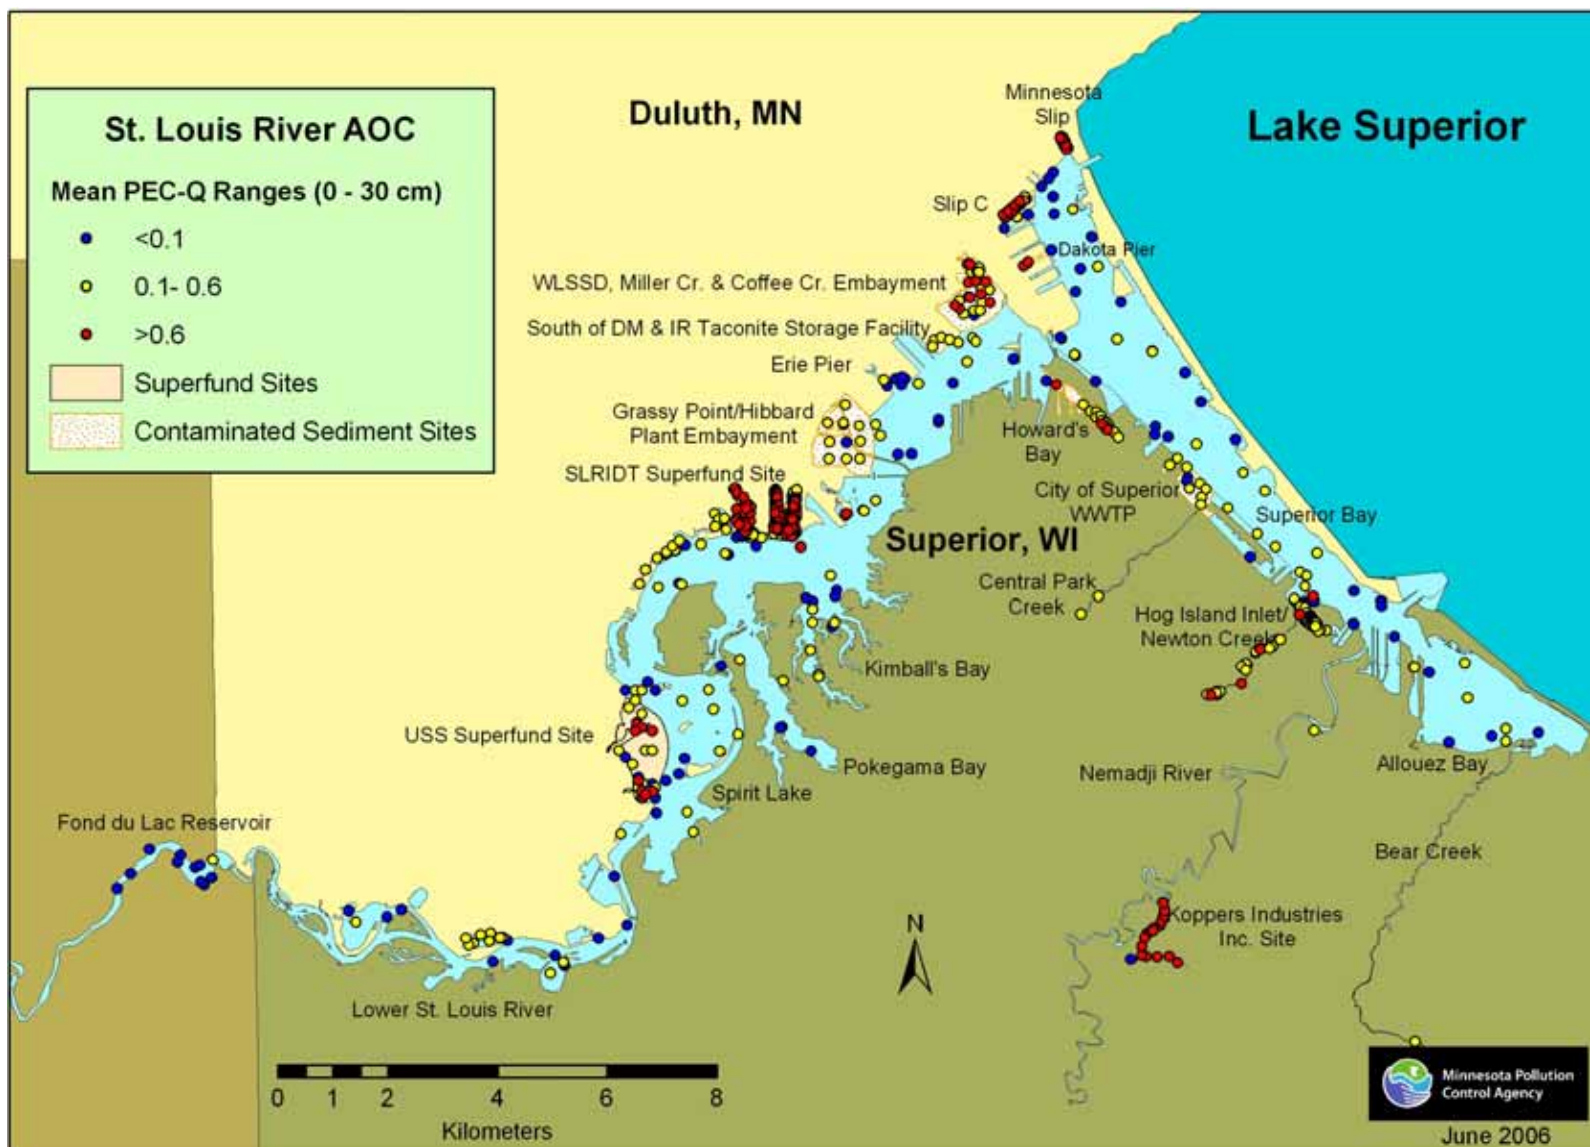 St. Louis River AOC
Mean PEC-Q Ranges (0 - 30 cm)
<0.1
0.1- 0.6
>0.6
Superfund Sites
Contaminated Sediment Sites
Duluth, MN
Lake Superior
Minnesota
Slip
Slip C
Dakota Pier
WLSSD, Miller Cr. & Coffee Cr. Embayment
South of DM & IR Taconite Storage Facility
Erie Pier
Grassy Point/Hibbard
Plant Embayment
Howard's
Bay
SLRIDT Superfund Site
City of Superior
WWTP
Superior Bay
Superior, WI
Central Park
Creek
Hog Island Inlet/
Newton Creek
Kimball's Bay
USS Superfund Site
Pokegama Bay
Nemadji River
Allouez Bay
Spirit Lake
Fond du Lac Reservoir
Bear Creek
Koppers Industries
Inc. Site
N
Lower St. Louis River
0 1 2 4 6 8
Kilometers
Minnesota Pollution
Control Agency
June 2006